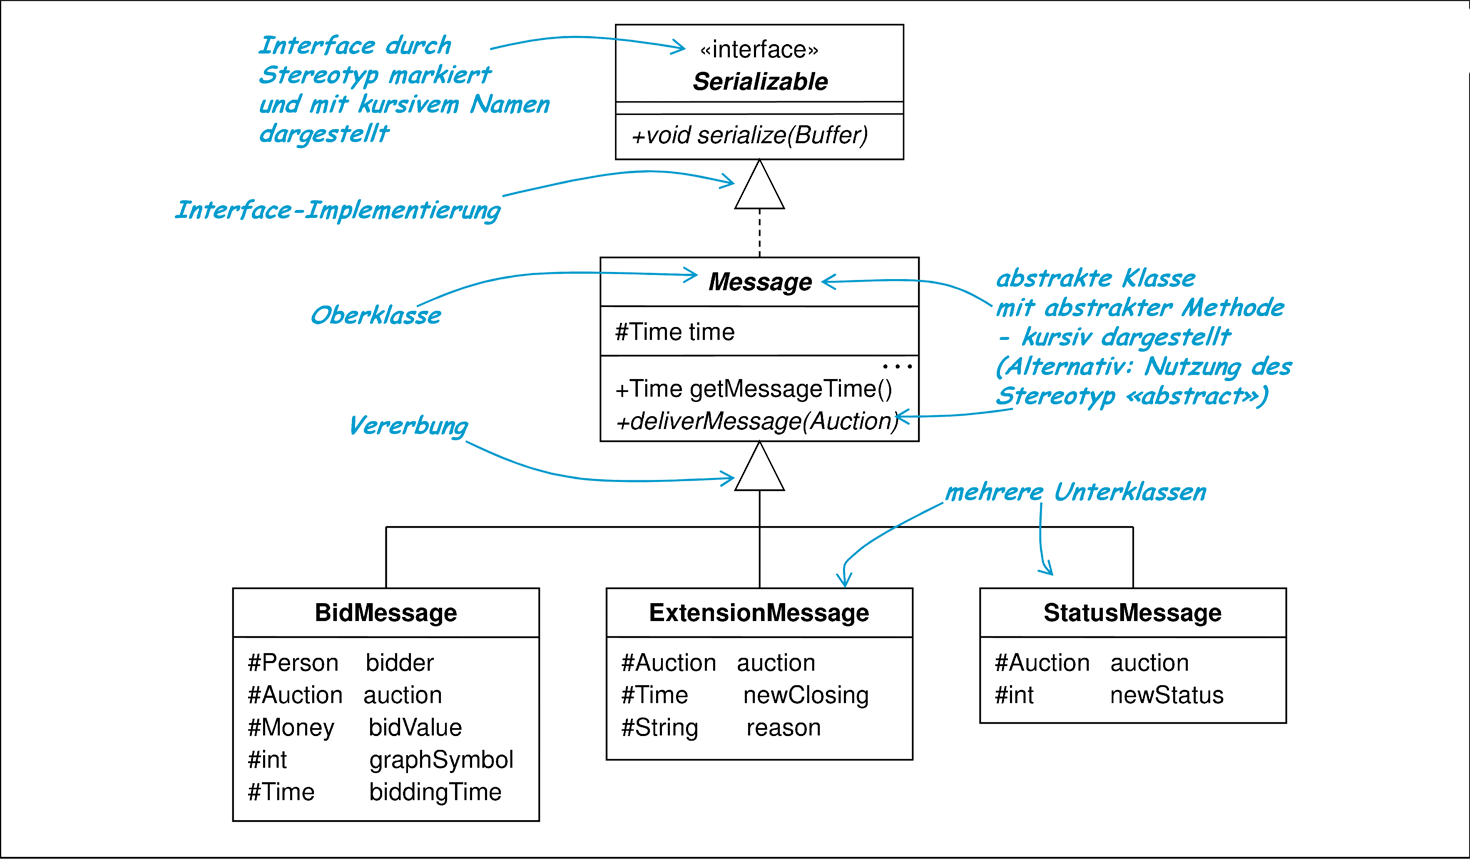 Interface durch
Stereotyp markiert
und mit kursivem Namen
dargestellt
«interface»
Serializable
+void serialize(Buffer)
Interface-Implementierung
Message
Oberklasse
#Time time
...
+Time getMessageTime()
+deliverMessage(Auction)
abstrakte Klasse
mit abstrakter Methode
- kursiv dargestellt
(Alternativ: Nutzung des
Stereotyp «abstract»)
Vererbung
mehrere Unterklassen
BidMessage
#Person bidder
#Auction auction
#Money bidValue
#int graphSymbol
#Time biddingTime
ExtensionMessage
#Auction auction
#Time newClosing
#String reason
StatusMessage
#Auction auction
#int newStatus